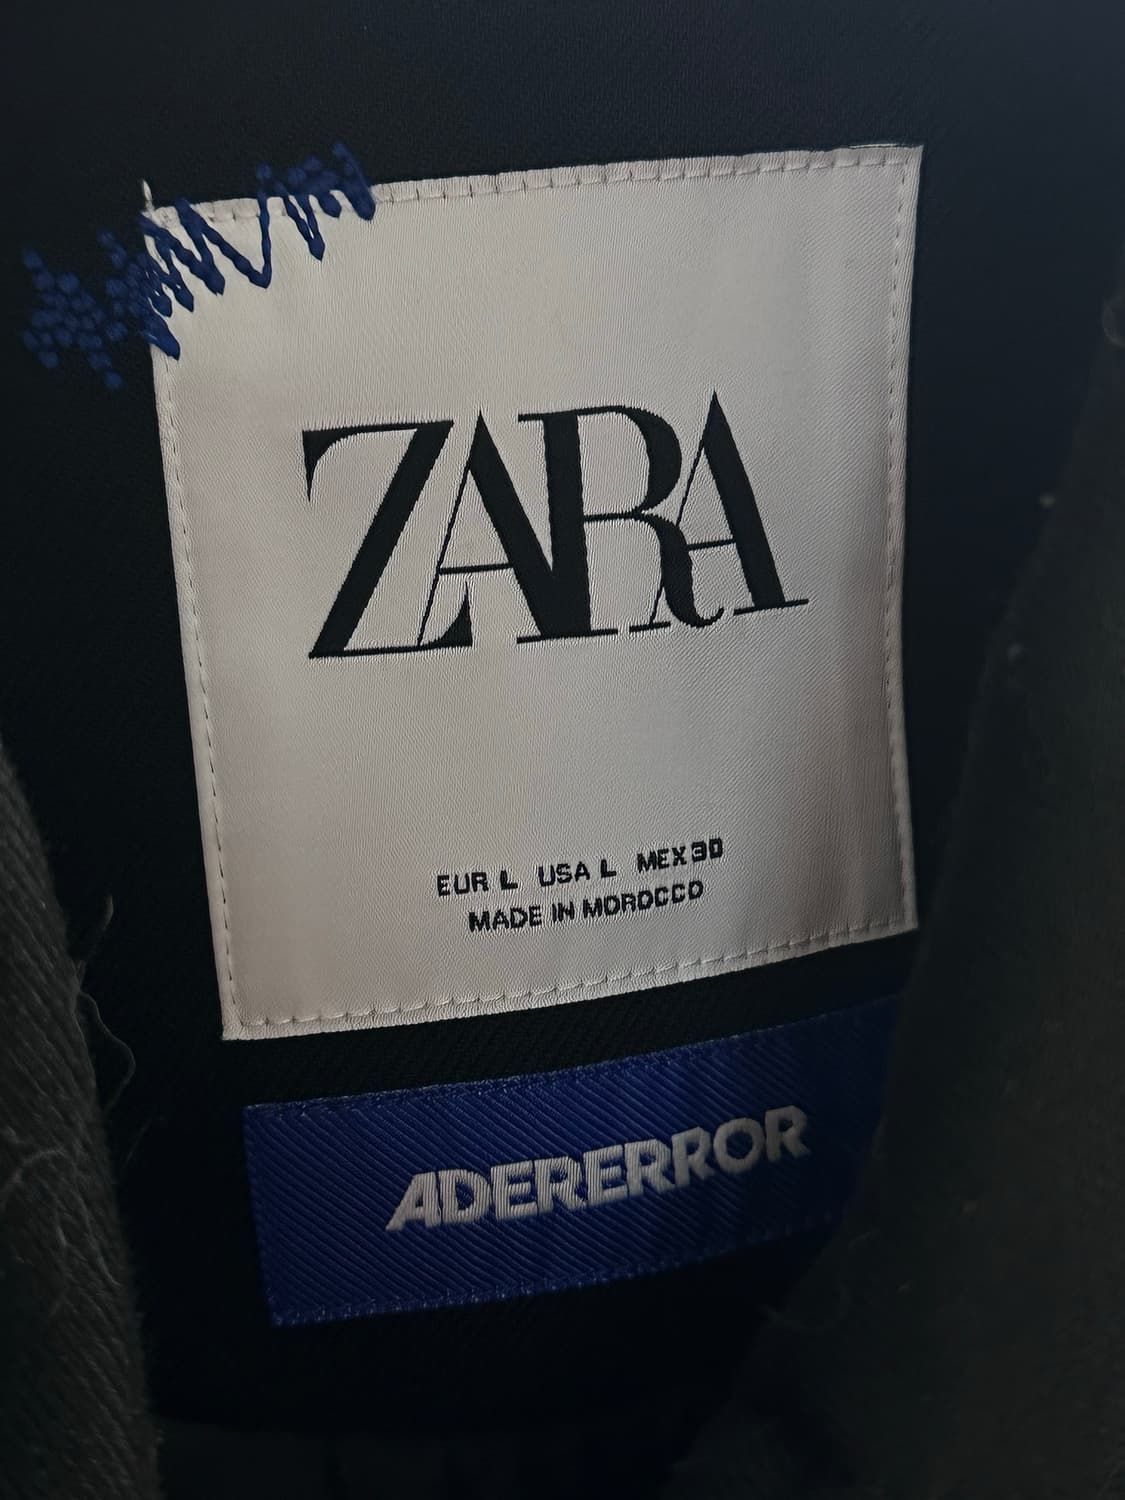 ZARA
EUR L USA L MEX 30
MADE IN MOROCCO
ADERERROR